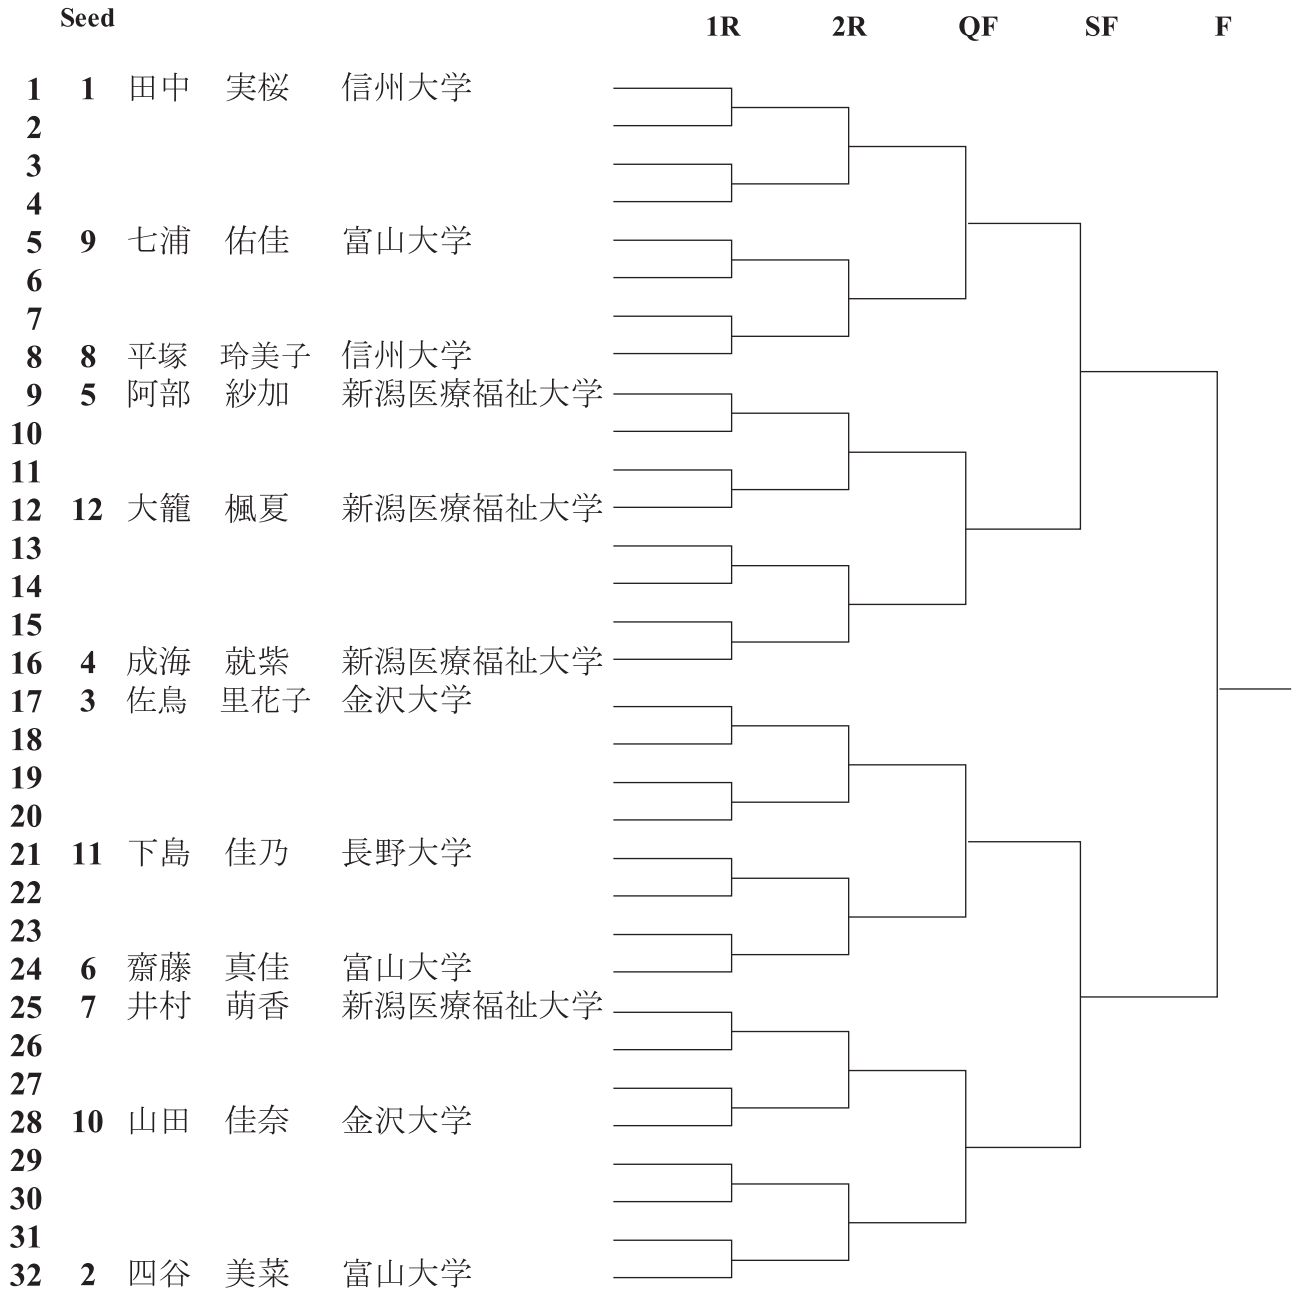 Seed 1R 2R QF SF F
1 1 田中 実桜 信州大学
2
3
4
5 9 七浦 佑佳 富山大学
6
7
8 8 平塚 玲美子 信州大学
9 5 阿部 紗加 新潟医療福祉大学
10
11
12 12 大籠 楓夏 新潟医療福祉大学
13
14
15
16 4 成海 就紫 新潟医療福祉大学
17 3 佐鳥 里花子 金沢大学
18
19
20
21 11 下島 佳乃 長野大学
22
23
24 6 齋藤 真佳 富山大学
25 7 井村 萌香 新潟医療福祉大学
26
27
28 10 山田 佳奈 金沢大学
29
30
31
32 2 四谷 美菜 富山大学